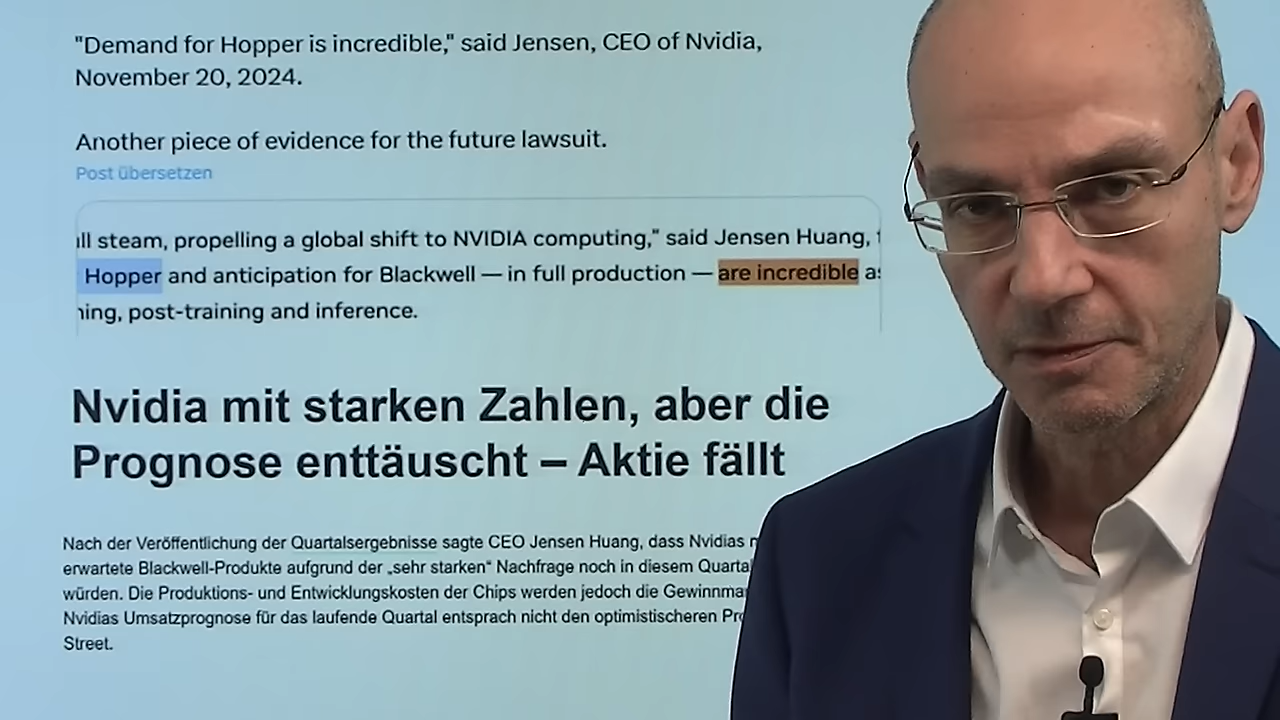 "Demand for Hopper is incredible," said Jensen, CEO of Nvidia,
November 20, 2024.
Another piece of evidence for the future lawsuit.
Post übersetzen
ll steam, propelling a global shift to NVIDIA computing," said Jensen Huang,
Hopper and anticipation for Blackwell — in full production — are incredible as
ning, post-training and inference.
Nvidia mit starken Zahlen, aber die
Prognose enttäuscht – Aktie fällt
Nach der Veröffentlichung der Quartalsergebnisse sagte CEO Jensen Huang, dass Nvidias
erwartete Blackwell-Produkte aufgrund der „sehr starken“ Nachfrage noch in diesem Quartal
würden. Die Produktions- und Entwicklungskosten der Chips werden jedoch die Gewinnma
Nvidias Umsatzprognose für das laufende Quartal entsprach nicht den optimistischeren Pro
Street.